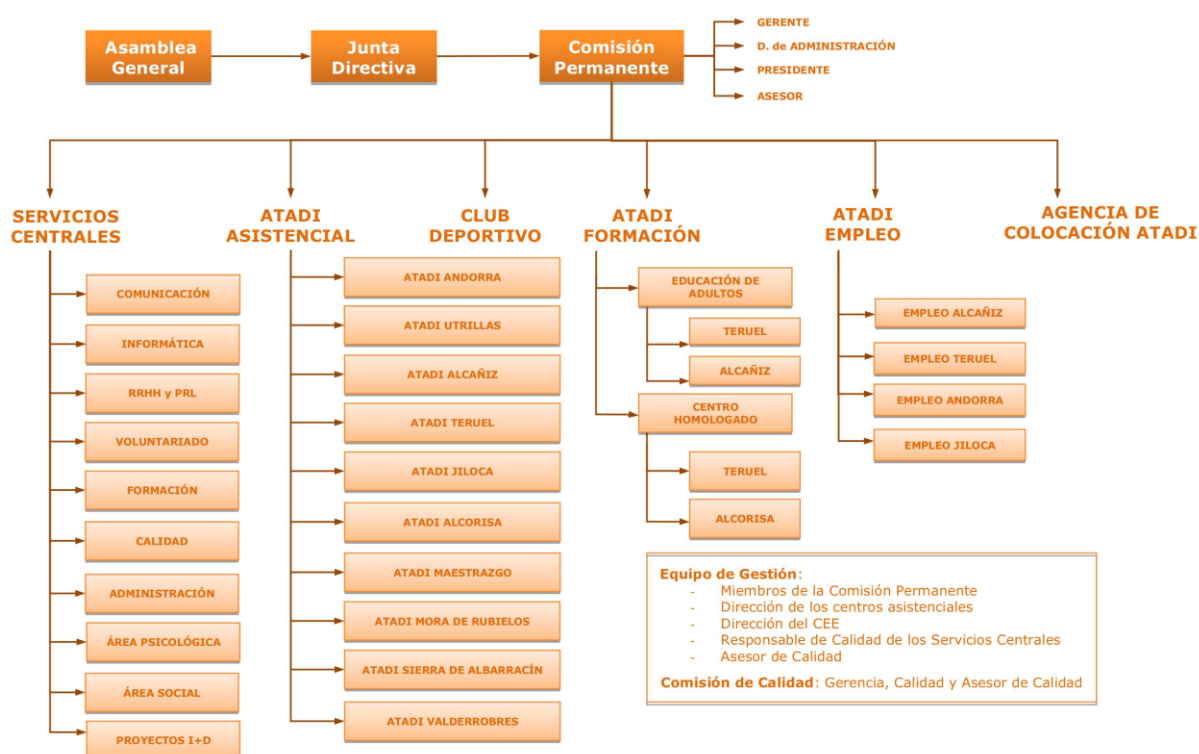 Asamblea
General
Junta
Directiva
Comisión
Permanente
GERENTE
D. de ADMINISTRACIÓN
PRESIDENTE
ASESOR
SERVICIOS
CENTRALES
COMUNICACIÓN
INFORMÁTICA
RRHH y PRL
VOLUNTARIADO
FORMACIÓN
CALIDAD
ADMINISTRACIÓN
ÁREA PSICOLÓGICA
ÁREA SOCIAL
PROYECTOS I+D
ATADI
ASISTENCIAL
ATADI ANDORRA
ATADI UTRILLAS
ATADI ALCAÑIZ
ATADI TERUEL
ATADI JILOCA
ATADI ALCORISA
ATADI MAESTRAZGO
ATADI MORA DE RUBIELOS
ATADI SIERRA DE ALBARRACÍN
ATADI VALDERROBRES
CLUB
DEPORTIVO
ATADI
FORMACIÓN
EDUCACIÓN DE
ADULTOS
TERUEL
ALCAÑIZ
CENTRO
HOMOLOGADO
TERUEL
ALCORISA
ATADI
EMPLEO
EMPLEO ALCAÑIZ
EMPLEO TERUEL
EMPLEO ANDORRA
EMPLEO JILOCA
AGENCIA DE
COLOCACIÓN ATADI
Equipo de Gestión:
- Miembros de la Comisión Permanente
- Dirección de los centros asistenciales
- Dirección del CEE
- Responsable de Calidad de los Servicios Centrales
- Asesor de Calidad
Comisión de Calidad: Gerencia, Calidad y Asesor de Calidad